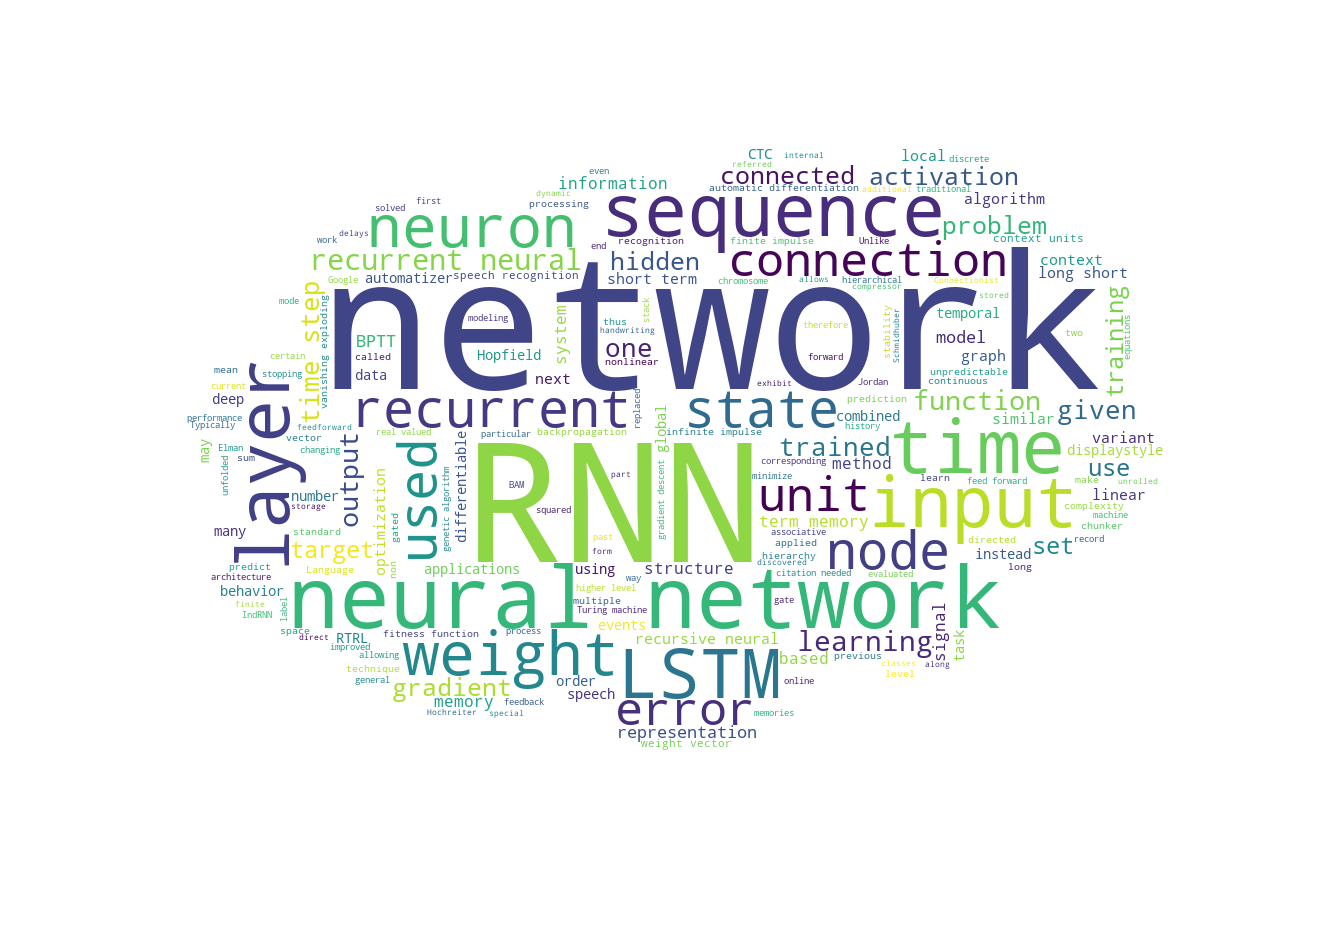 CTC
internal
local
discrete
referred
even
information
connected
activation
dynamic
automatic differentiation
additional
traditional
first
solved
processing
sequence
algorithm
neuron
problem
delays
work
end
recognition
finite impulse
Unlike
context units
recurrent neural
hidden
connection
context
long short
Google
automatizer
speech recognition
short term
chromosome
allows
hierarchical
Connectionist
compressor
network
time step
mode
stored
modeling
system
thus
stack
handwriting
therefore
stability
Schmidhuber
temporal
two
training
equations
vanishing exploding
BPTT
called
Hopfield
one
nonlinear
forward
model
graph
certain
mean
stopping
data
next
unpredictable
continuous
current
deep
layer
exhibit
Jordan
recurrent
replaced
state
prediction
function
given
combined
history
similar
performance
Typically
feedforward
real valued
particular
backpropagation
global
infinite impulse
vector
changing
variant
may
Elman
sum
unfolded
output
used
differentiable
RNN
trained
method
time
displaystyle
corresponding
minimize
learn
use
part
feed forward
make
unrolled
number
storage
optimization
gated
genetic algorithm
BAM
squared
gradient descent
unit
input
linear
complexity
machine
chunker
many
standard
past
term memory
associative
applied
directed
record
target
form
node
set
hierarchy
discovered
instead
long
predict
architecture
Language
non
applications
using
way
structure
citation needed
evaluated
behavior
higher level
neural network
finite
IndRNN
label
multiple
Turing machine
gate
events
space
direct
RTRL
fitness function
process
recursive neural
learning
signal
task
improved
allowing
weight
technique
general
based
previous
classes
level
along
LSTM
gradient
order
speech
online
memory
feedback
Hochreiter
special
error
memories
representation
weight vector